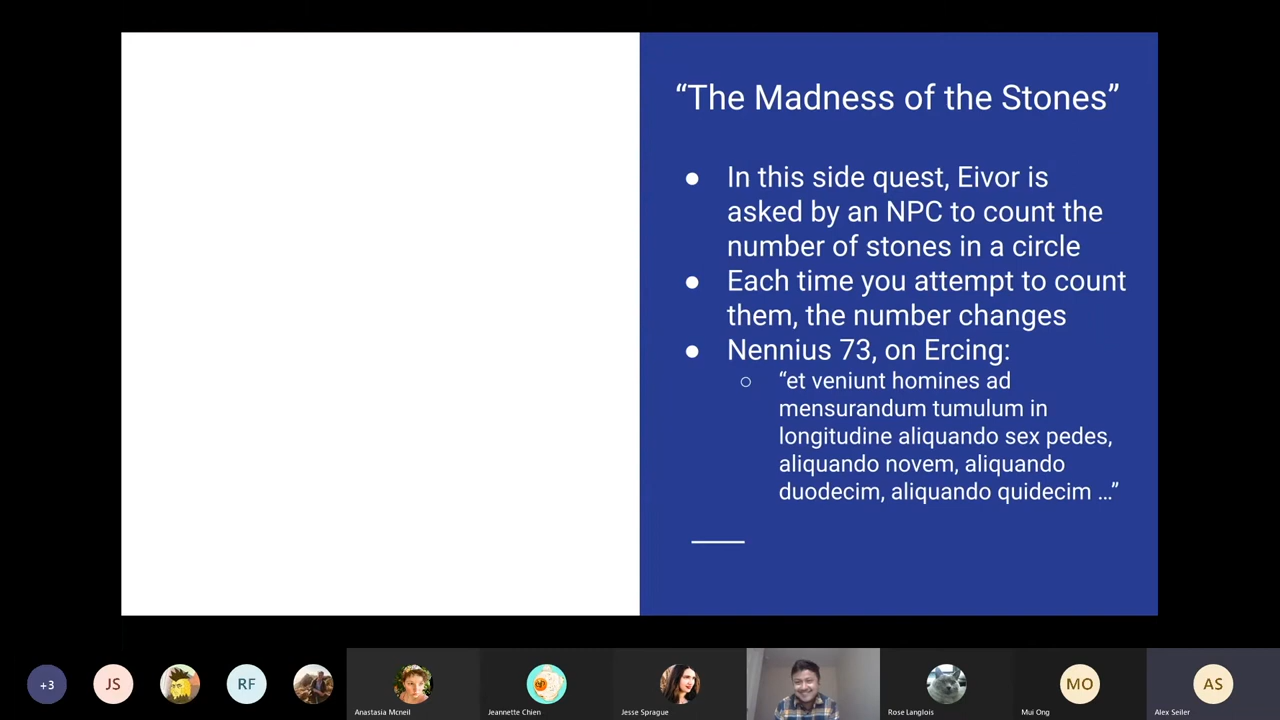 “The Madness of the Stones”
● In this side quest, Eivor is
asked by an NPC to count the
number of stones in a circle
● Each time you attempt to count
them, the number changes
● Nennius 73, on Ercing:
○ “et veniunt homines ad
mensurandum tumulum in
longitudine aliquando sex pedes,
aliquando novem, aliquando
duodecim, aliquando quidecim ...”
+3
JS
RF
MO
AS
Anastasia Mcneil
Jeannette Chien
Jesse Sprague
Rose Langlois
Mui Ong
Alex Seiler